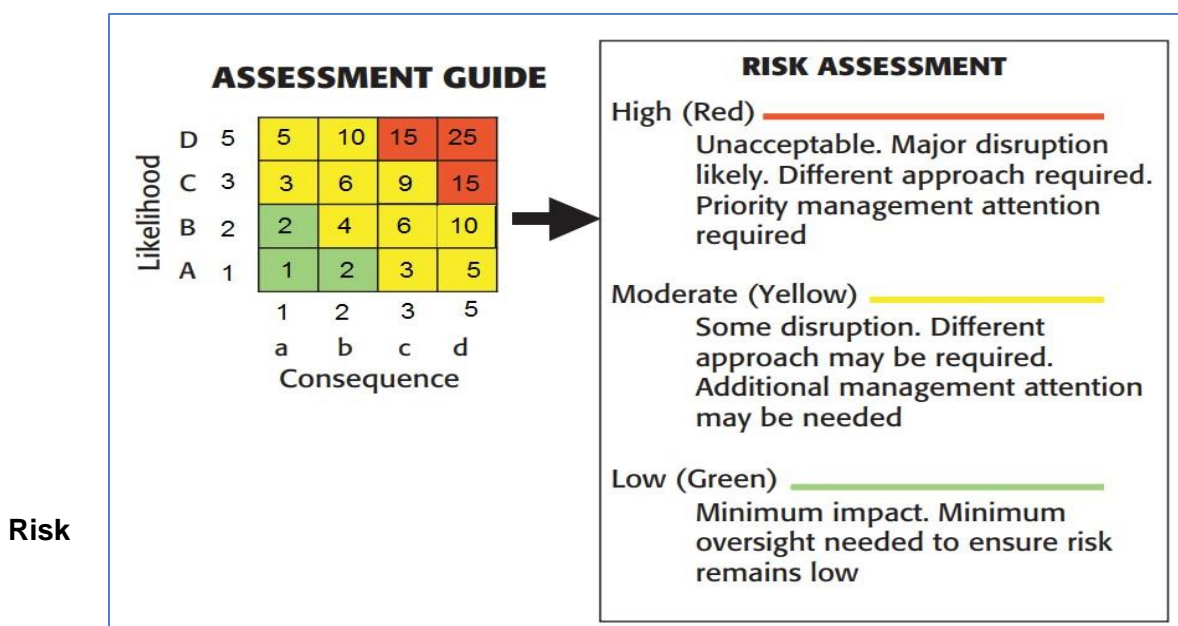 ASSESSMENT GUIDE
Likelihood
D 5 5 10 15 25
C 3 3 6 9 15
B 2 2 4 6 10
A 1 1 2 3 5
1 2 3 5
a b c d
Consequence
RISK ASSESSMENT
High (Red)
Unacceptable. Major disruption
likely. Different approach required.
Priority management attention
required
Moderate (Yellow)
Some disruption. Different
approach may be required.
Additional management attention
may be needed
Low (Green)
Minimum impact. Minimum
oversight needed to ensure risk
remains low
Risk